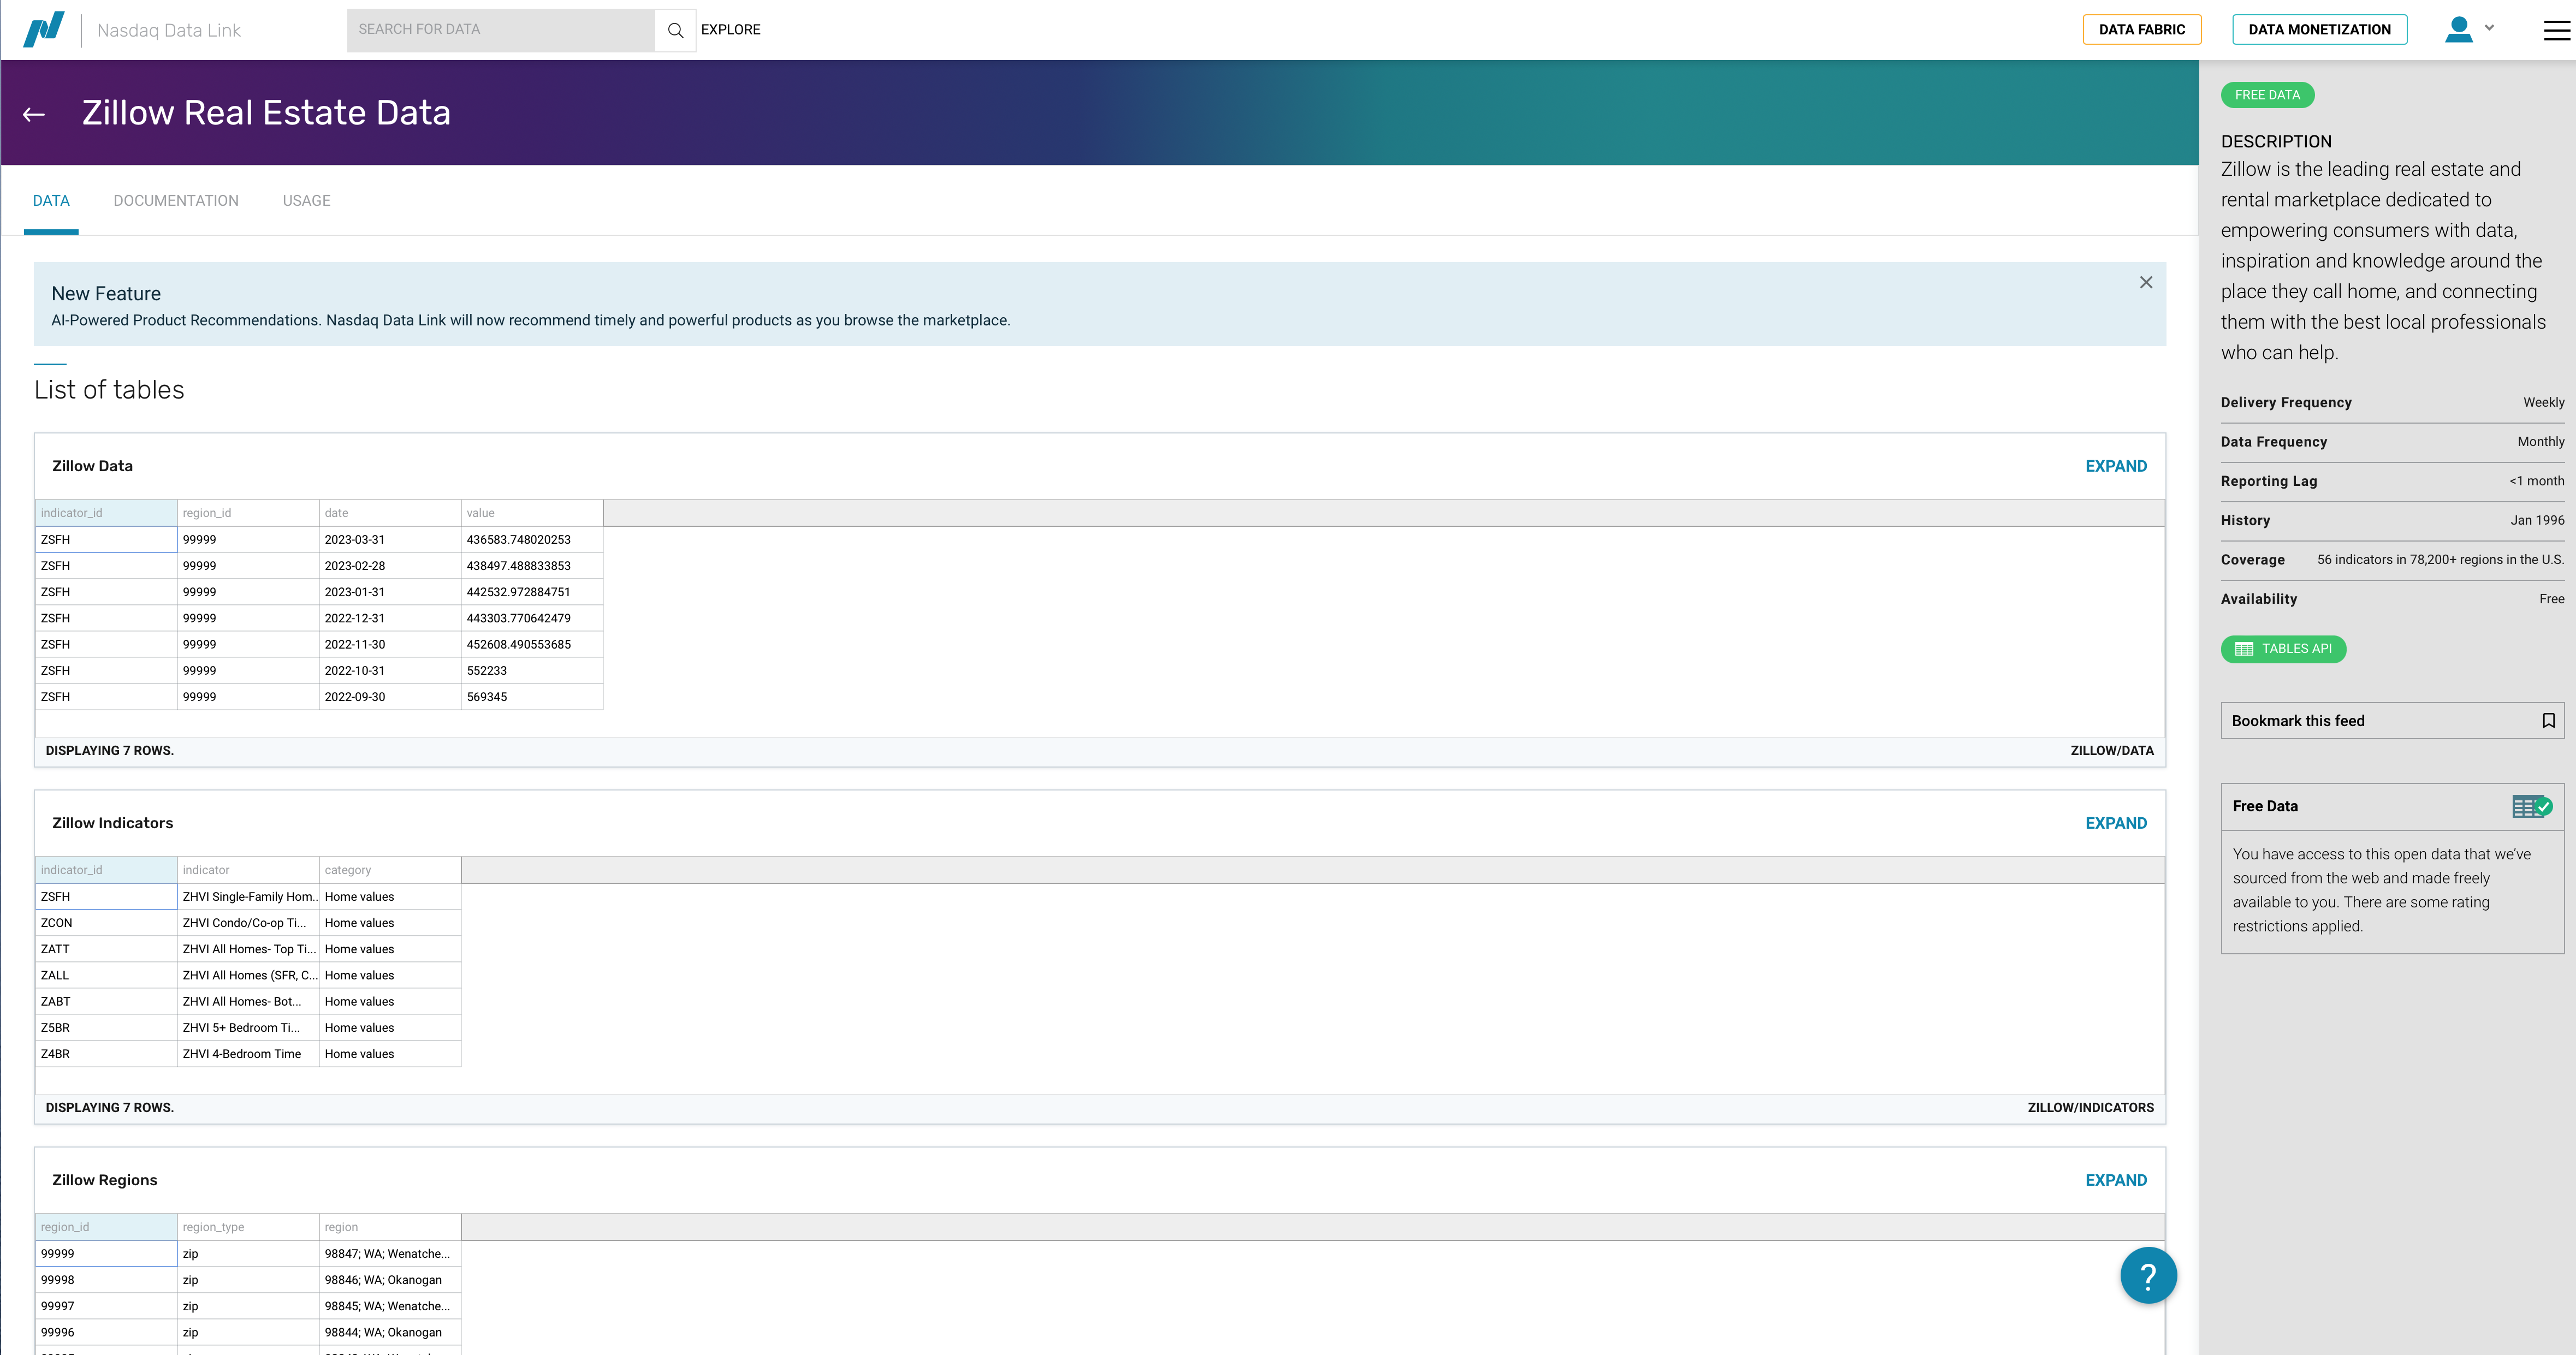 Nasdaq Data Link
SEARCH FOR DATA
EXPLORE
DATA FABRIC
DATA MONETIZATION
Zillow Real Estate Data
DATA DOCUMENTATION USAGE
New Feature
AI-Powered Product Recommendations. Nasdaq Data Link will now recommend timely and powerful products as you browse the marketplace.
List of tables
Zillow Data EXPAND
indicator_id region_id date value
ZSFH 99999 2023-03-31 436583.748020253
ZSFH 99999 2023-02-28 438497.488833853
ZSFH 99999 2023-01-31 442532.972884751
ZSFH 99999 2022-12-31 443303.770642479
ZSFH 99999 2022-11-30 452608.490553685
ZSFH 99999 2022-10-31 552233
ZSFH 99999 2022-09-30 569345
DISPLAYING 7 ROWS. ZILLOW/DATA
Zillow Indicators EXPAND
indicator_id indicator category
ZSFH ZHVI Single-Family Hom... Home values
ZCON ZHVI Condo/Co-op Ti... Home values
ZATT ZHVI All Homes- Top Ti... Home values
ZALL ZHVI All Homes (SFR, C... Home values
ZABT ZHVI All Homes- Bot... Home values
Z5BR ZHVI 5+ Bedroom Ti... Home values
Z4BR ZHVI 4-Bedroom Time Home values
DISPLAYING 7 ROWS. ZILLOW/INDICATORS
Zillow Regions EXPAND
region_id region_type region
99999 zip 98847; WA; Wenatche...
99998 zip 98846; WA; Okanogan
99997 zip 98845; WA; Wenatche...
99996 zip 98844; WA; Okanogan
?
FREE DATA
DESCRIPTION
Zillow is the leading real estate and
rental marketplace dedicated to
empowering consumers with data,
inspiration and knowledge around the
place they call home, and connecting
them with the best local professionals
who can help.
Delivery Frequency Weekly
Data Frequency Monthly
Reporting Lag <1 month
History Jan 1996
Coverage 56 indicators in 78,200+ regions in the U.S.
Availability Free
TABLES API
Bookmark this feed
Free Data
You have access to this open data that we've
sourced from the web and made freely
available to you. There are some rating
restrictions applied.